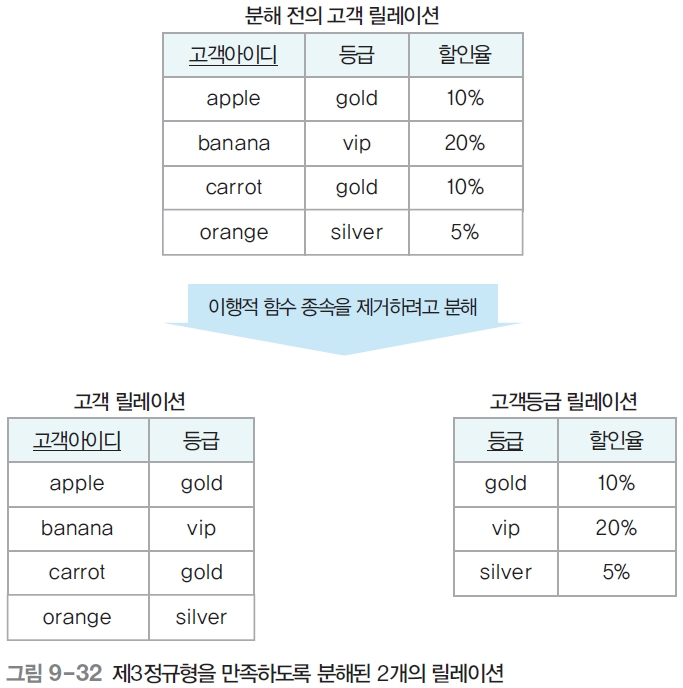 분해 전의 고객 릴레이션
고객아이디 등급 할인율
apple gold 10%
banana vip 20%
carrot gold 10%
orange silver 5%
이행적 함수 종속을 제거하려고 분해
고객 릴레이션
고객아이디 등급
apple gold
banana vip
carrot gold
orange silver
고객등급 릴레이션
등급 할인율
gold 10%
vip 20%
silver 5%
그림 9-32 제3정규형을 만족하도록 분해된 2개의 릴레이션